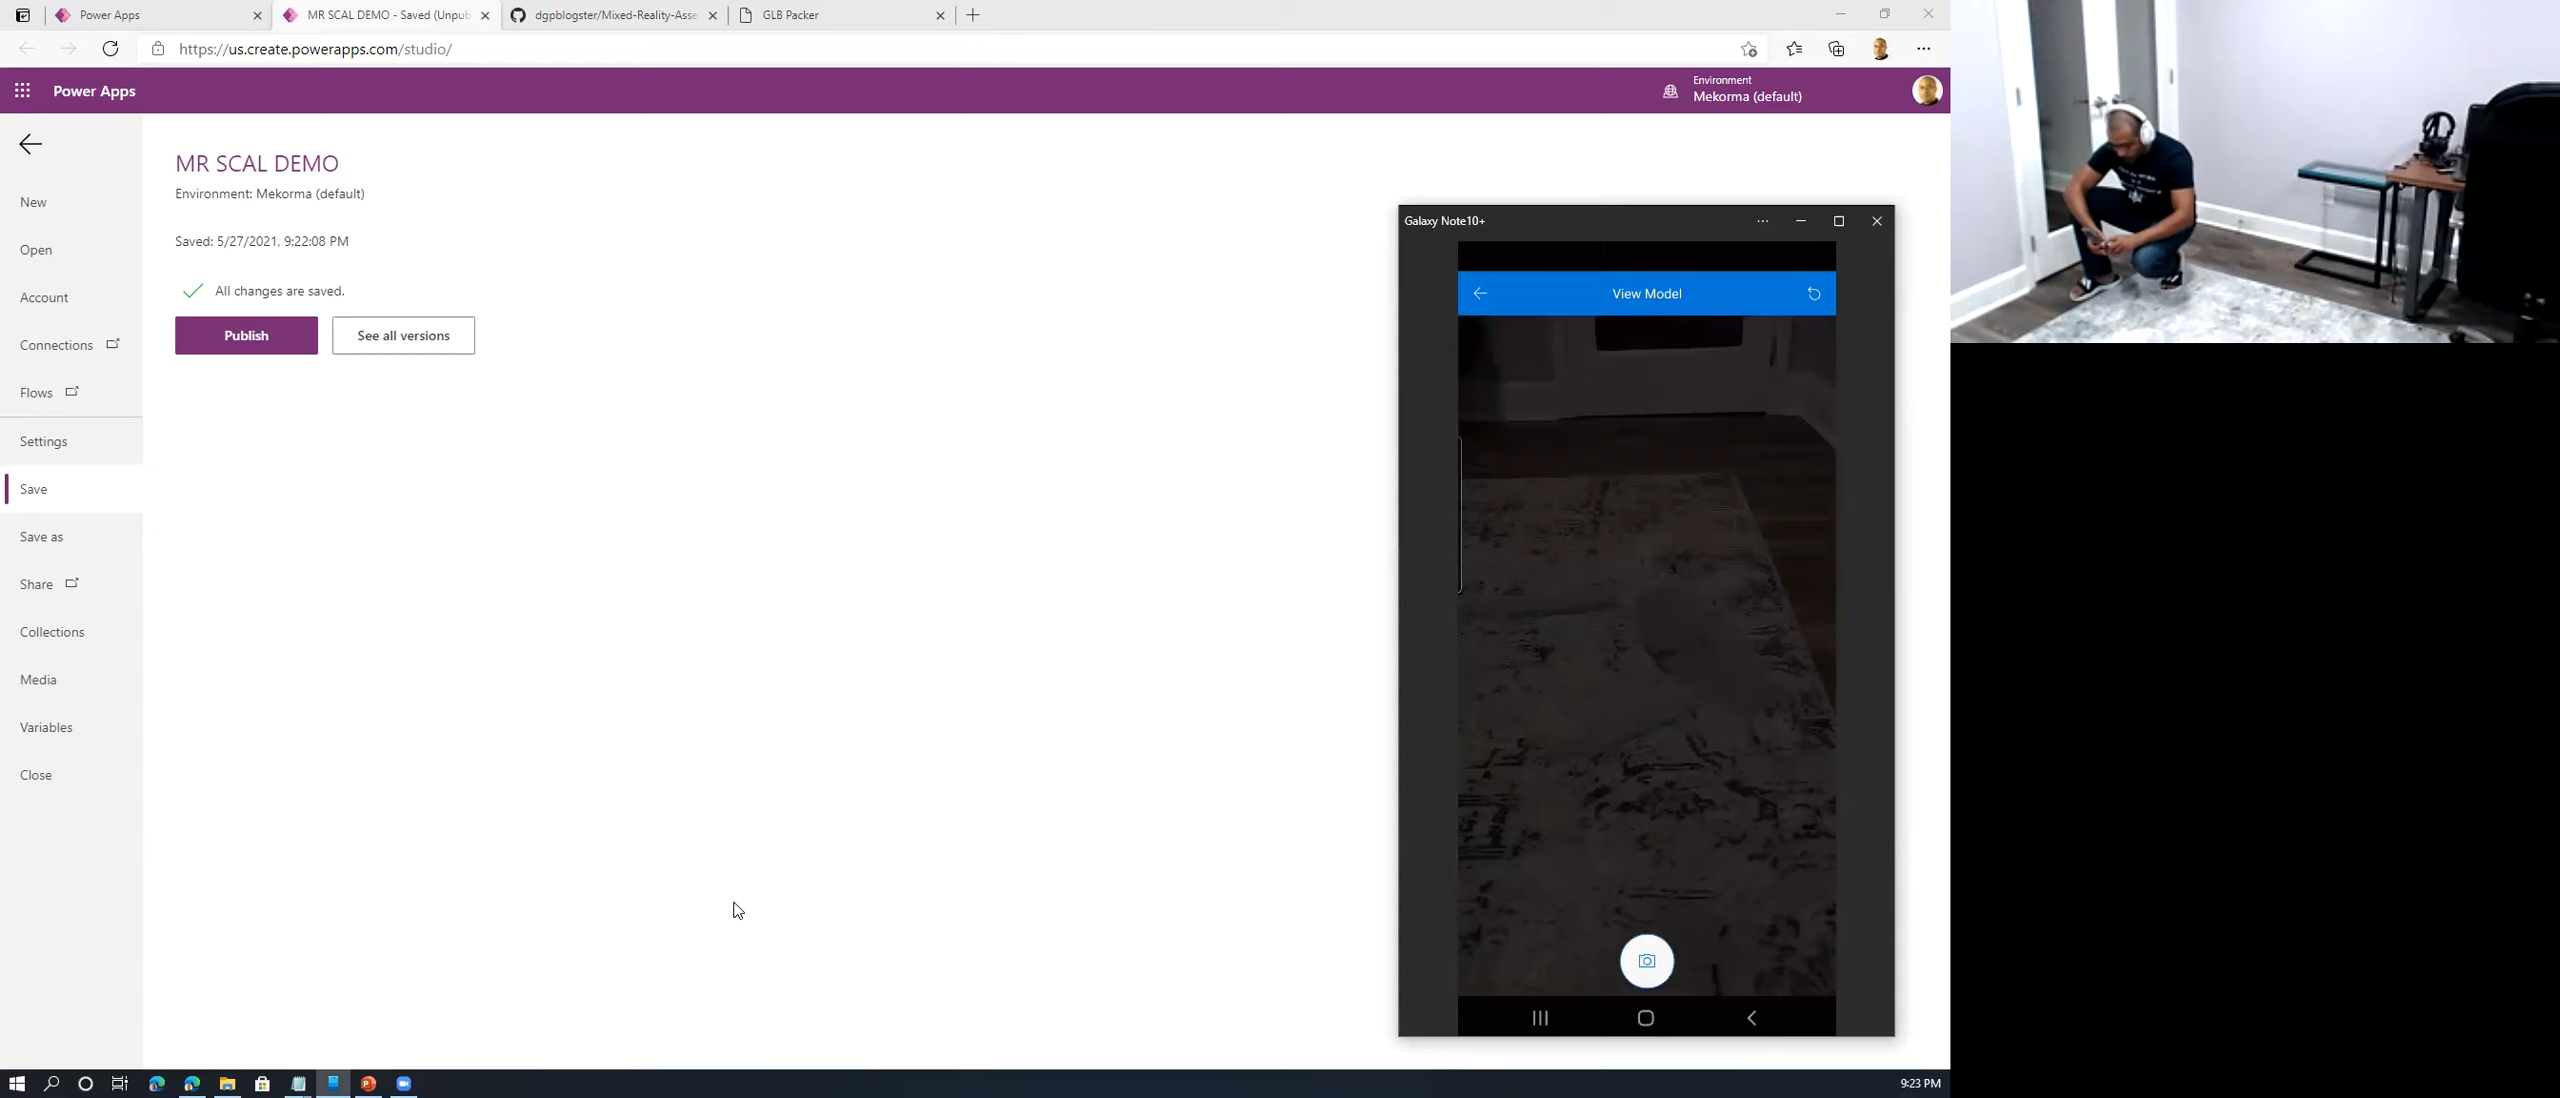 Power Apps
MR SCAL DEMO - Saved (Unpub
dgpblogster/Mixed-Reality-Asse
GLB Packer
https://us.create.powerapps.com/studio/
Power Apps
Environment
Mekorma (default)
New
Open
Account
Connections
Flows
Settings
Save
Save as
Share
Collections
Media
Variables
Close
MR SCAL DEMO
Environment: Mekorma (default)
Saved: 5/27/2021, 9:22:08 PM
All changes are saved.
Publish
See all versions
Galaxy Note10+
View Model
9:23 PM